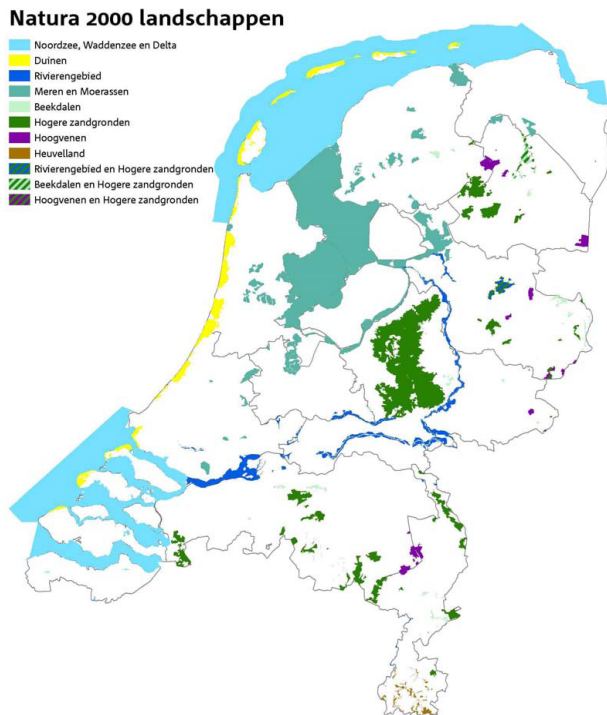 Natura 2000 landschappen
Noordzee, Waddenzee en Delta
Duinen
Rivierengebied
Meren en Moerassen
Beekdalen
Hogere zandgronden
Hoogvenen
Heuvelland
Rivierengebied en Hogere zandgronden
Beekdalen en Hogere zandgronden
Hoogvenen en Hogere zandgronden